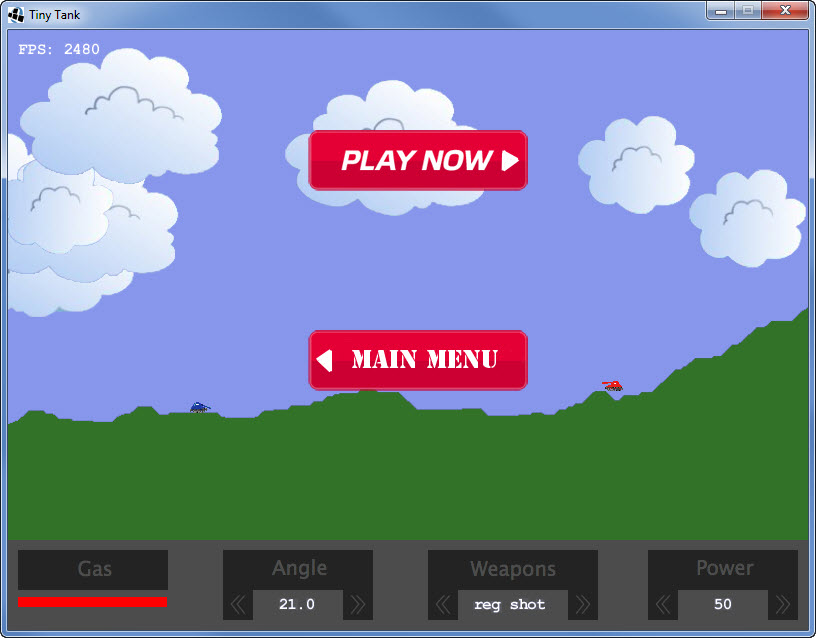 Tiny Tank
FPS: 2480
PLAY NOW
MAIN MENU
Gas
Angle
Weapons
Power
21.0
reg shot
50